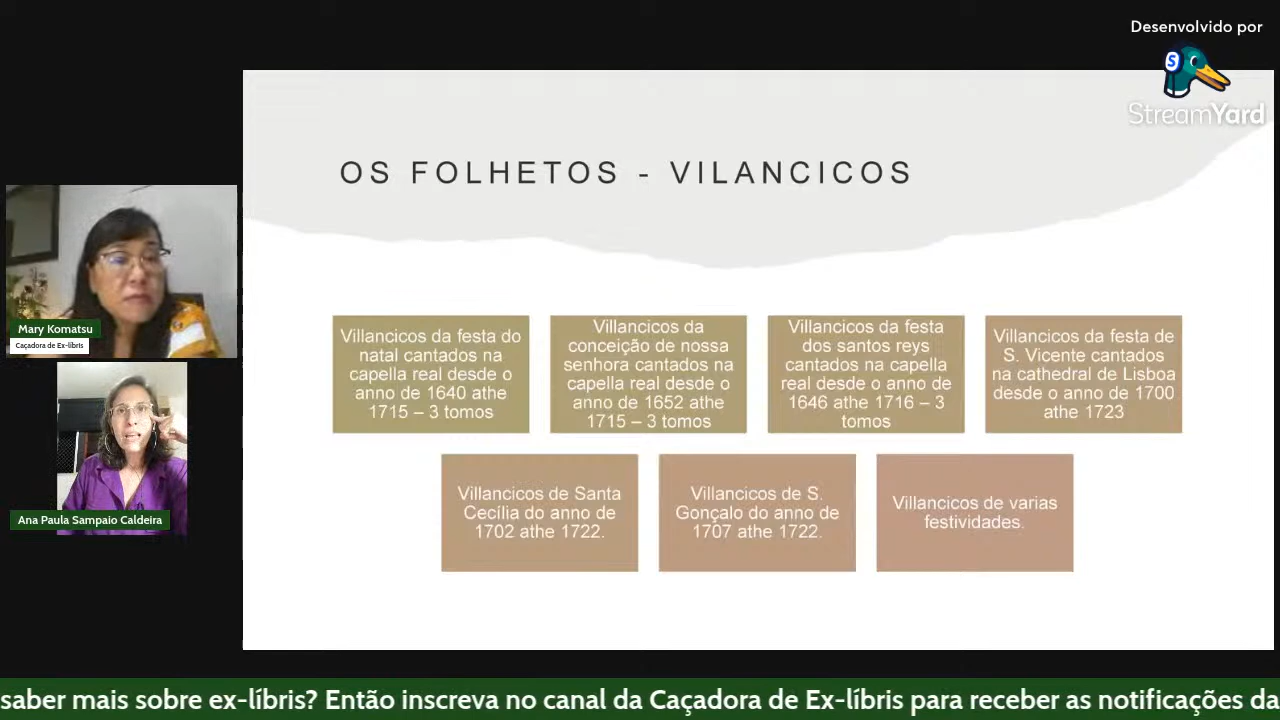 Desenvolvido por
S
StreamYard
OS FOLHETOS - VILANCICOS
Villancicos da festa do
natal cantados na
capella real desde o
anno de 1640 athe
1715 – 3 tomos
Villancicos da
conceição de nossa
senhora cantados na
capella real desde o
anno de 1652 athe
1715 – 3 tomos
Villancicos da festa
dos santos reys
cantados na capella
real desde o anno de
1646 athe 1716 – 3
tomos
Villancicos da festa de
S. Vicente cantados
na cathedral de Lisboa
desde o anno de 1700
athe 1723
Villancicos de Santa
Cecília do anno de
1702 athe 1722.
Villancicos de S.
Gonçalo do anno de
1707 athe 1722.
Villancicos de varias
festividades.
Mary Komatsu
Caçadora de Ex-líbris
Ana Paula Sampaio Caldeira
saber mais sobre ex-líbris? Então inscreva no canal da Caçadora de Ex-líbris para receber as notificações da